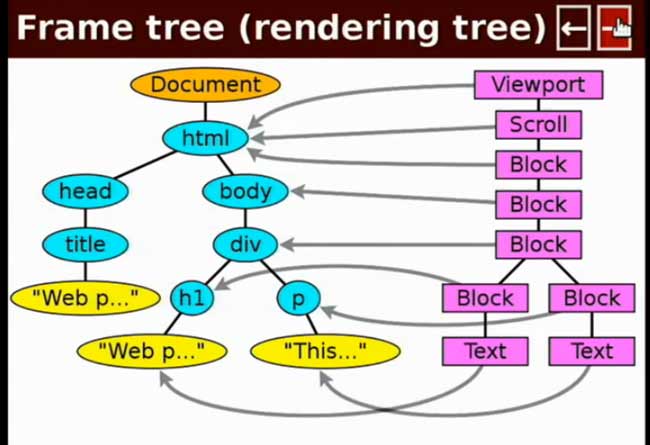 Frame tree (rendering tree)
Document
Viewport
html
Scroll
Block
head
body
Block
title
div
Block
"Web p..."
h1
p
Block
Block
"Web p..."
"This..."
Text
Text